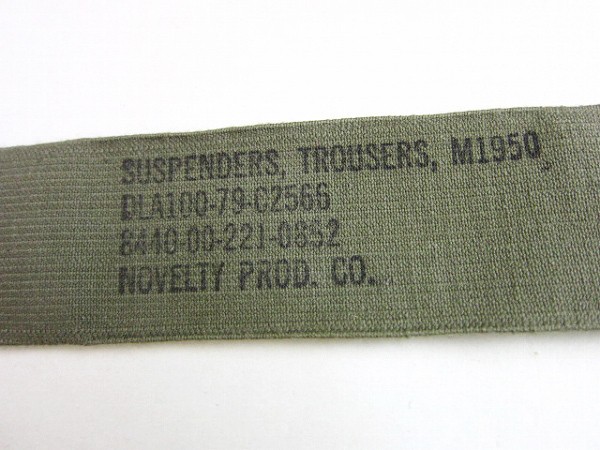 SUSPENDERS, TROUSERS, M1950
DLA100-79-C2566
8440-00-221-0852
NOVELTY PROD. CO.